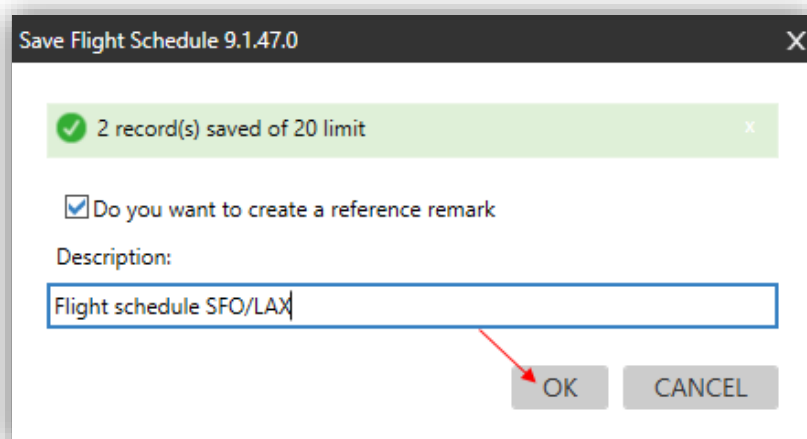 Save Flight Schedule 9.1.47.0 X
2 record(s) saved of 20 limit x
Do you want to create a reference remark
Description:
Flight schedule SFO/LAX
OK CANCEL